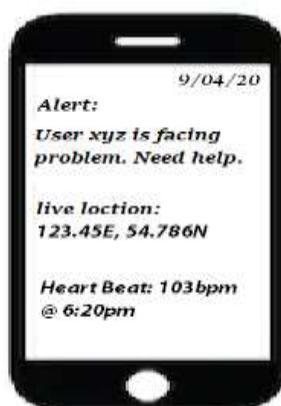 9/04/20
Alert:
User xyz is facing
problem. Need help.
live loction:
123.45E, 54.786N
Heart Beat: 103bpm
@ 6:20pm